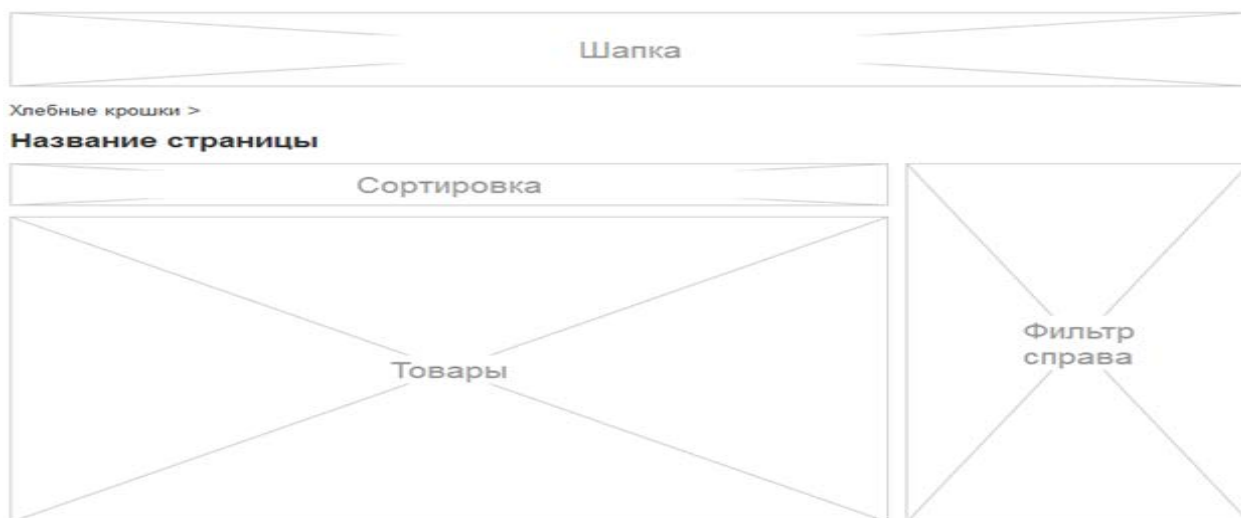 Шапка
Хлебные крошки >
Название страницы
Сортировка
Товары
Фильтр
справа